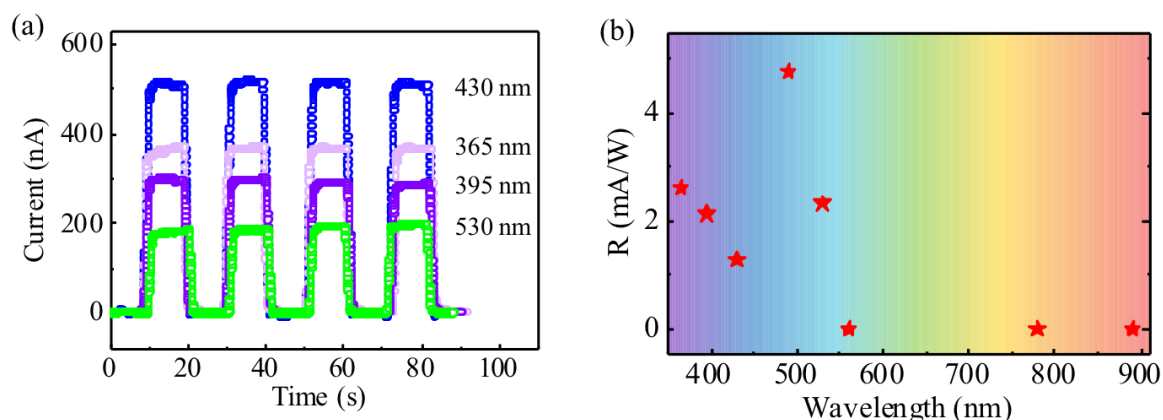 (a)
600
400
200
0
Current (nA)
430 nm
365 nm
395 nm
530 nm
0 20 40 60 80 100
Time (s)
(b)
4
2
0
R (mA/W)
400 500 600 700 800 900
Wavelength (nm)